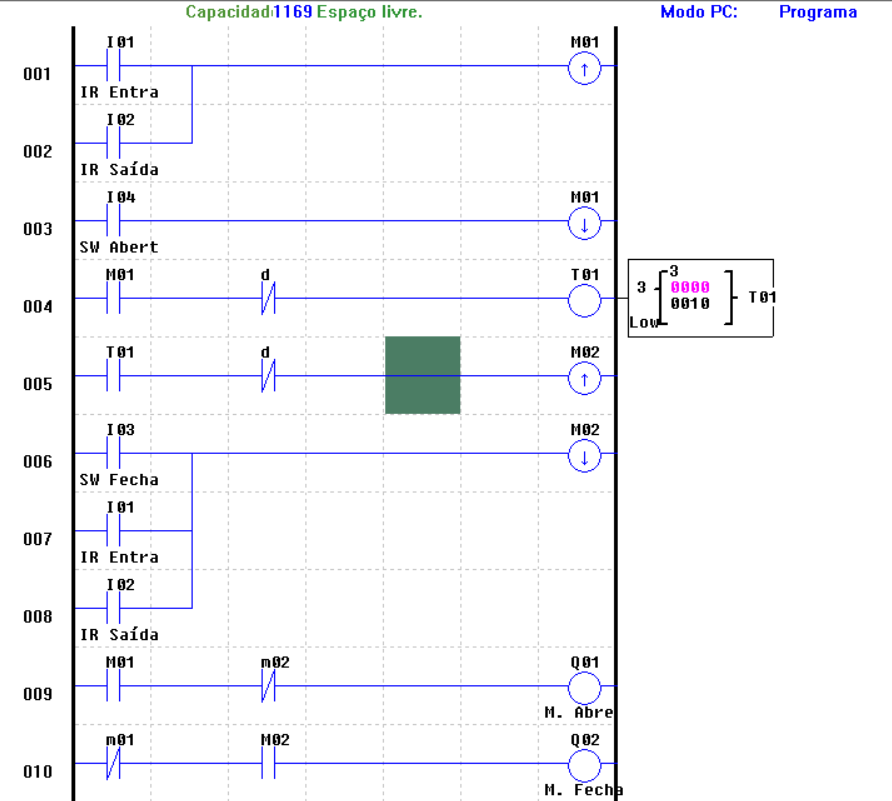 Capacidad 1169 Espaço livre. Modo PC: Programa
I01 M01
001
IR Entra
I02
002
IR Saída
I04 M01
003
SW Abert
M01 d T01
004
3 3 0000 0010 T01
Low
T01 d M02
005
I03 M02
006
SW Fecha
I01
007
IR Entra
I02
008
IR Saída
M01 m02 Q01
009
M. Abre
m01 M02 Q02
010
M. Fecha